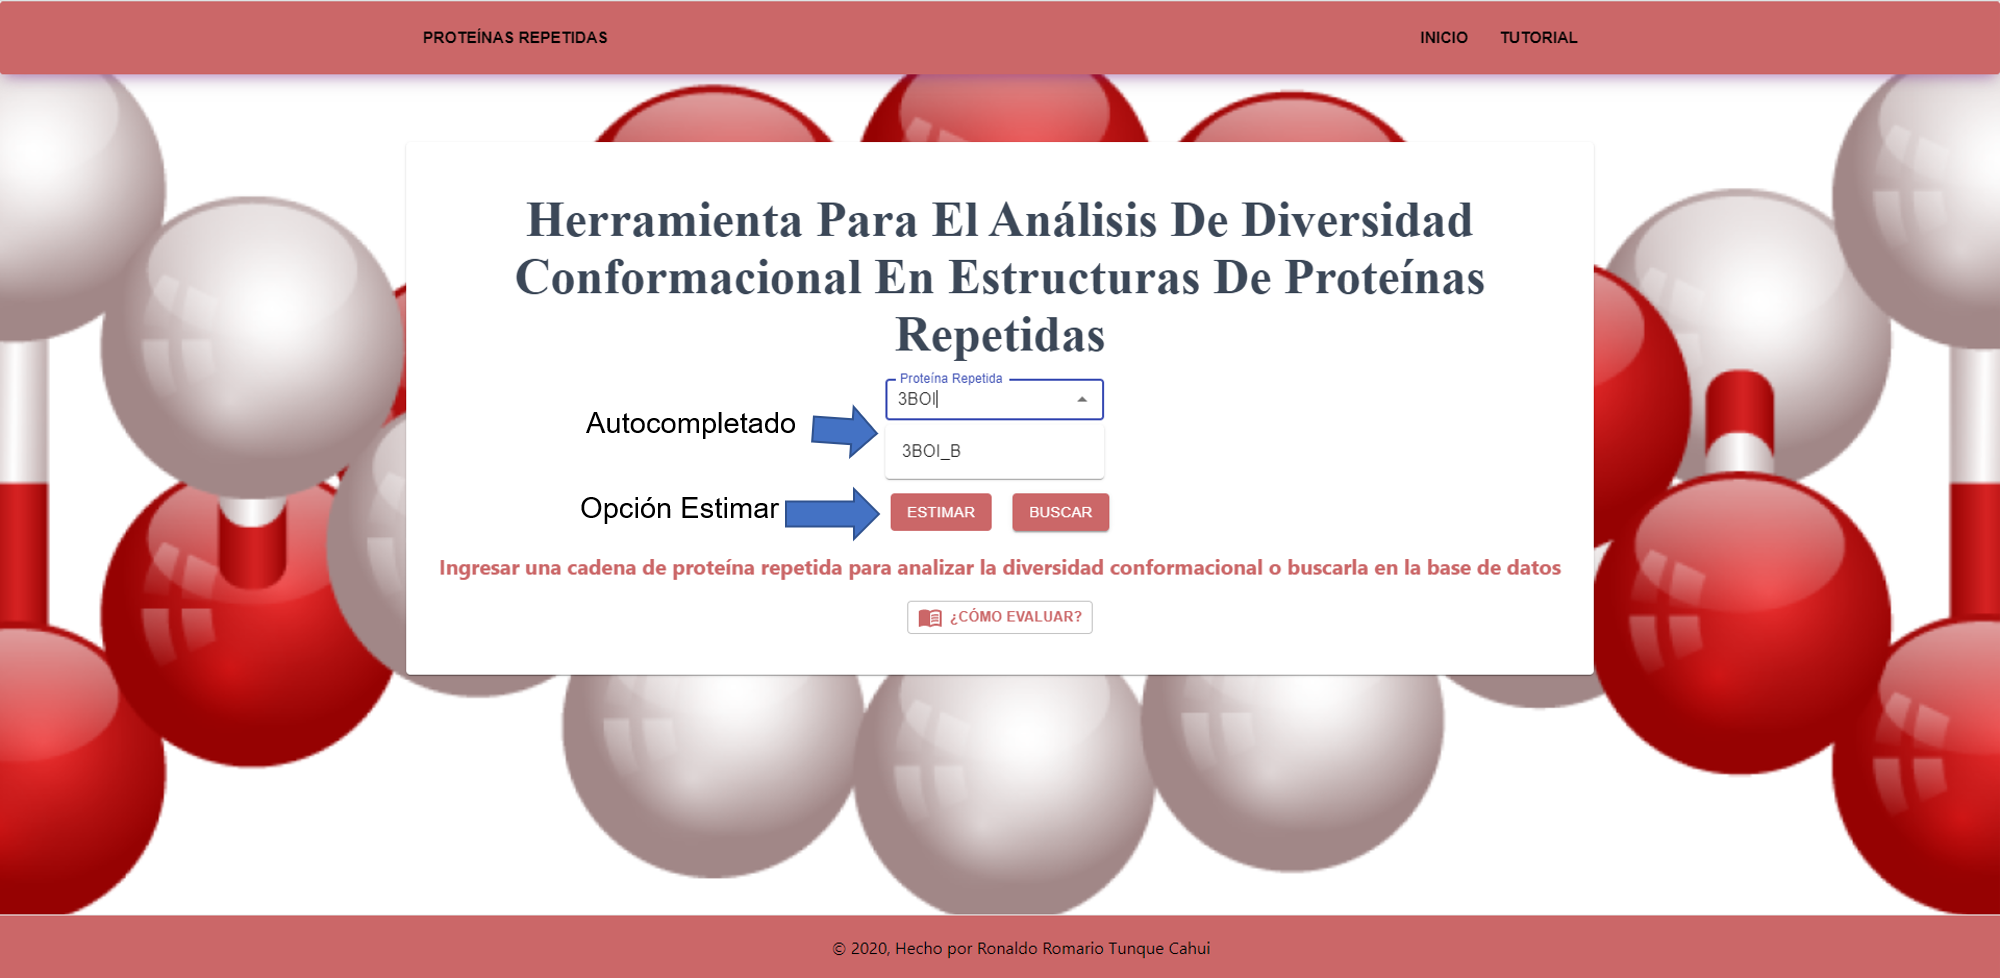 PROTEÍNAS REPETIDAS
INICIO
TUTORIAL
Herramienta Para El Análisis De Diversidad
Conformacional En Estructuras De Proteínas
Repetidas
Proteína Repetida
3BOI
Autocompletado
3BOI_B
Opción Estimar
ESTIMAR
BUSCAR
Ingresar una cadena de proteína repetida para analizar la diversidad conformacional o buscarla en la base de datos
¿CÓMO EVALUAR?
© 2020, Hecho por Ronaldo Romario Tunque Cahui